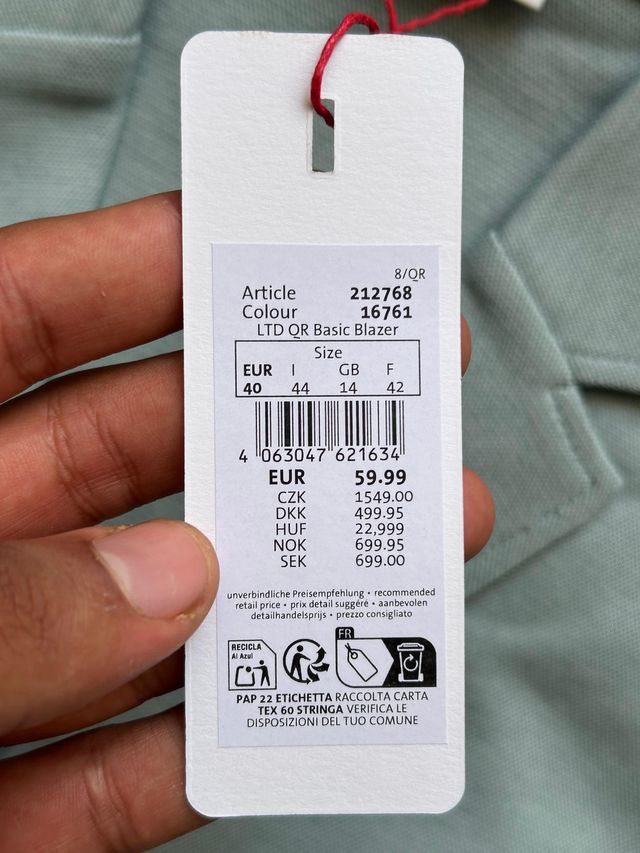 8/QR
Article 212768
Colour 16761
LTD QR Basic Blazer
Size
EUR I GB F
40 44 14 42
4 063047 621634
EUR 59.99
CZK 1549.00
DKK 499.95
HUF 22,999
NOK 699.95
SEK 699.00
unverbindliche Preisempfehlung • recommended
retail price • prix detail suggéré • aanbevolen
detailhandelsprijs • prezzo consigliato
FR
RECICLA
Al Azul
PAP 22 ETICHETTA RACCOLTA CARTA
TEX 60 STRINGA VERIFICA LE
DISPOSIZIONI DEL TUO COMUNE